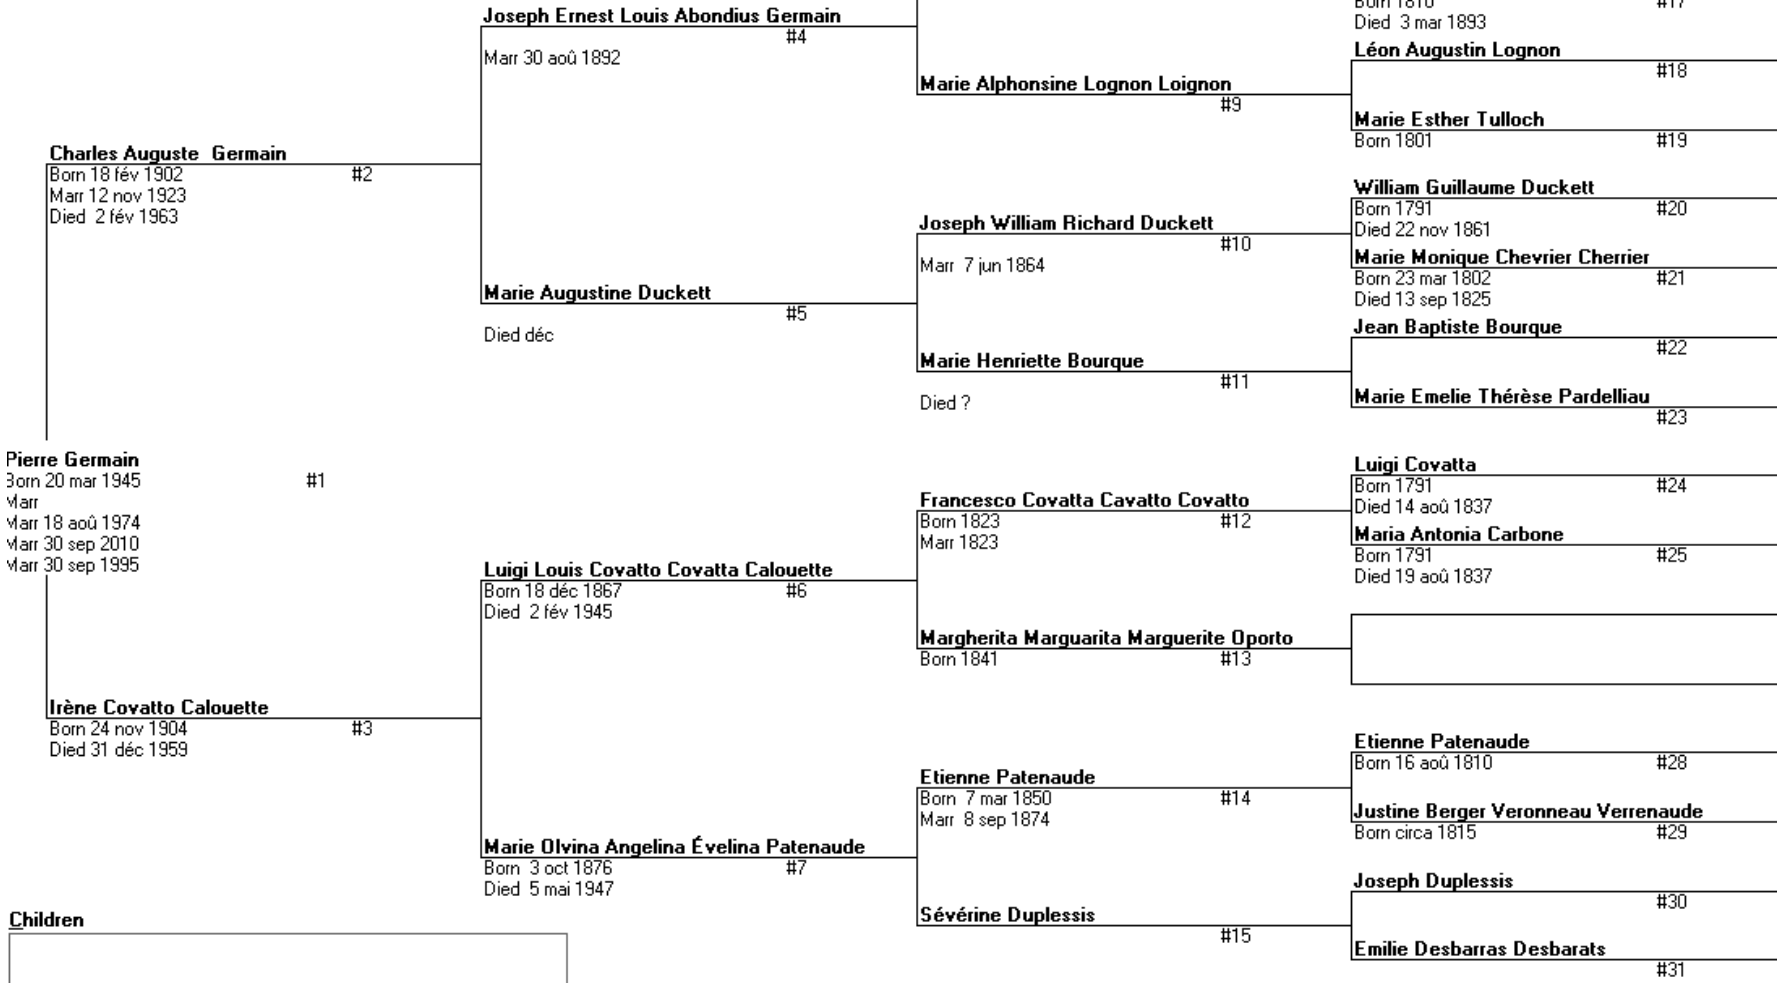 Joseph Ernest Louis Abondius Germain
#4
Marr 30 aoû 1892
Died 3 mar 1893
Léon Augustin Lognon
#18
Marie Alphonsine Lognon Loignon
#9
Marie Esther Tulloch
Born 1801 #19
Charles Auguste Germain
Born 18 fév 1902 #2
Marr 12 nov 1923
Died 2 fév 1963
William Guillaume Duckett
Born 1791 #20
Died 22 nov 1861
Joseph William Richard Duckett
#10
Marr 7 jun 1864
Marie Monique Chevrier Cherrier
Born 23 mar 1802 #21
Died 13 sep 1825
Marie Augustine Duckett
#5
Died déc
Jean Baptiste Bourque
#22
Marie Henriette Bourque
#11
Died ?
Marie Emelie Thérèse Pardelliau
#23
Pierre Germain
Born 20 mar 1945 #1
Marr
Marr 18 aoû 1974
Marr 30 sep 2010
Marr 30 sep 1995
Luigi Covatta
Born 1791 #24
Died 14 aoû 1837
Francesco Covatta Cavatto Covatto
Born 1823 #12
Marr 1823
Maria Antonia Carbone
Born 1791 #25
Died 19 aoû 1837
Luigi Louis Covatto Covatta Calouette
Born 18 déc 1867 #6
Died 2 fév 1945
Margherita Marguarita Marguerite Oporto
Born 1841 #13
Irène Covatto Calouette
Born 24 nov 1904 #3
Died 31 déc 1959
Etienne Patenaude
Born 16 aoû 1810 #28
Etienne Patenaude
Born 7 mar 1850 #14
Marr 8 sep 1874
Justine Berger Veronneau Verrenaude
Born circa 1815 #29
Marie Olvina Angelina Évelina Patenaude
Born 3 oct 1876 #7
Died 5 mai 1947
Joseph Duplessis
#30
Sévérine Duplessis
#15
Emilie Desbarras Desbarats
#31
Children